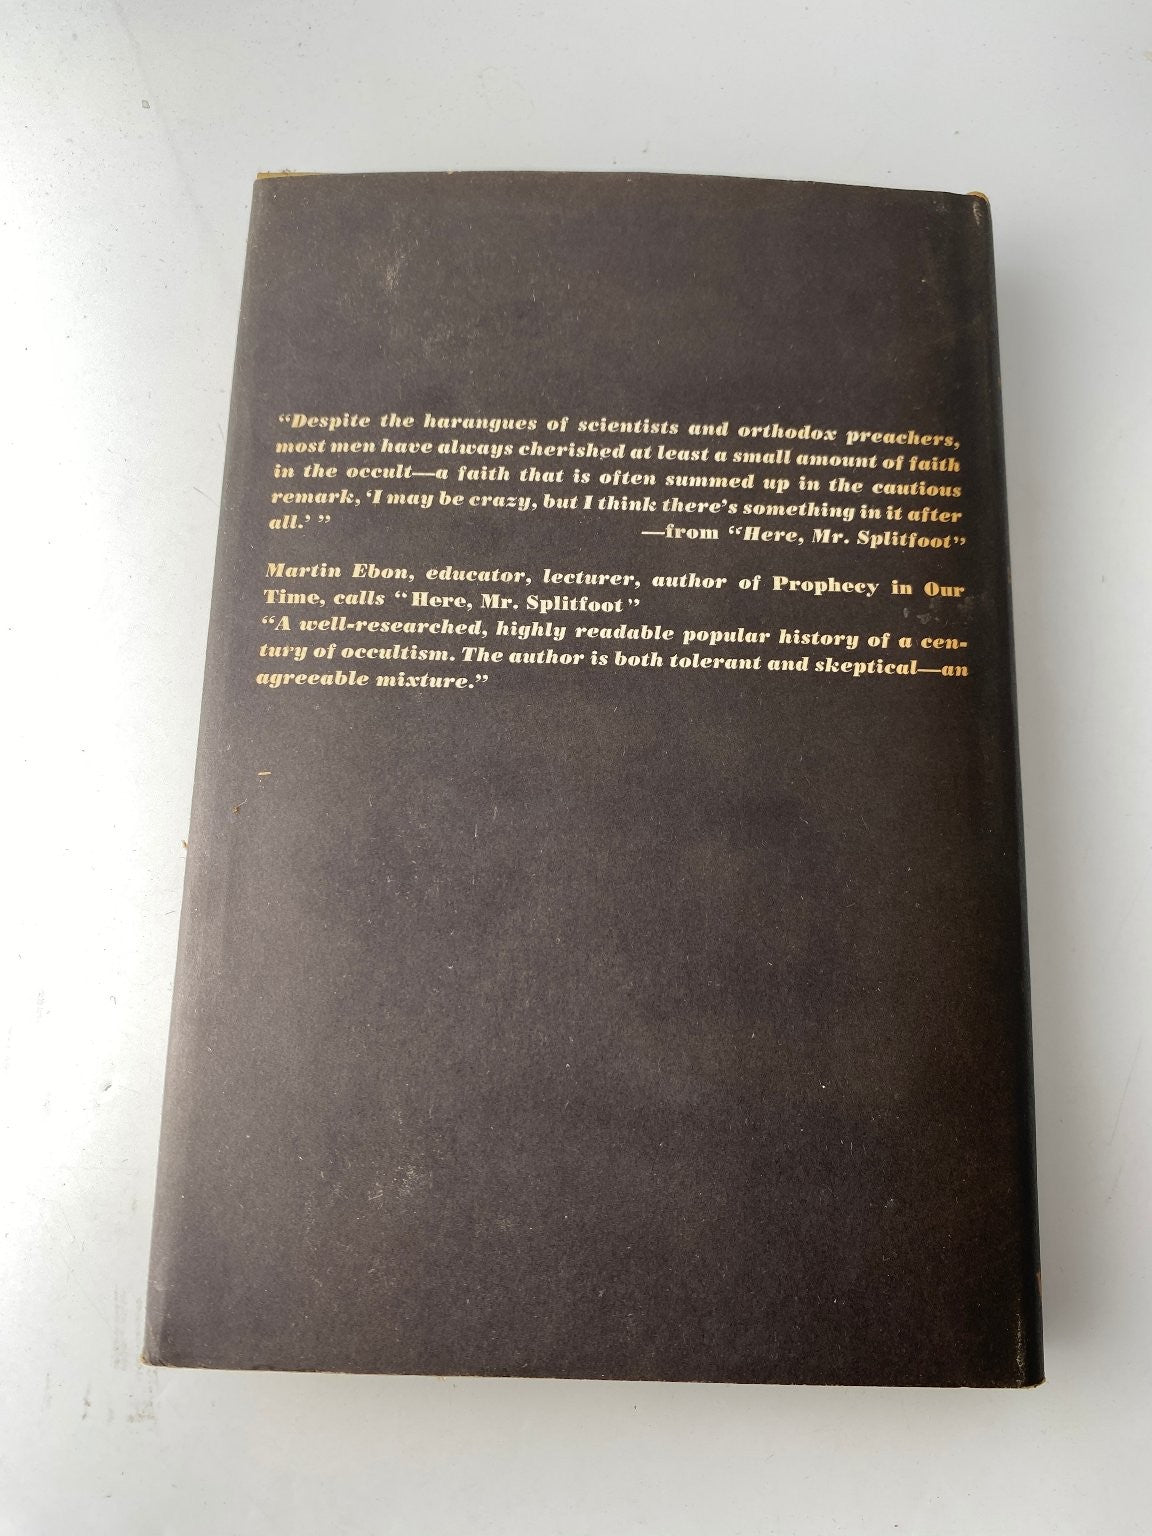 “Despite the harangues of scientists and orthodox preachers,
most men have always cherished at least a small amount of faith
in the occult—a faith that is often summed up in the cautious
remark, ‘I may be crazy, but I think there’s something in it after
all.’ ”
—from “Here, Mr. Splitfoot”
Martin Ebon, educator, lecturer, author of Prophecy in Our
Time, calls “Here, Mr. Splitfoot”
“A well-researched, highly readable popular history of a cen-
tury of occultism. The author is both tolerant and skeptical—an
agreeable mixture.”